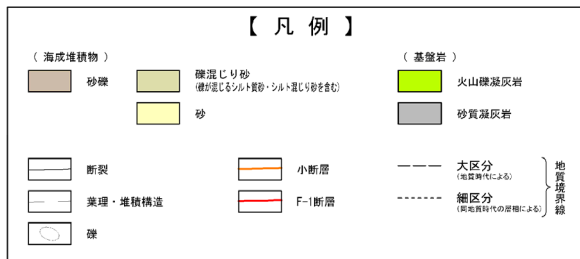 【 凡 例 】
( 海成堆積物 )
( 基盤岩 )
砂礫
礫混じり砂
(礫が混じるシルト質砂・シルト混じり砂を含む)
火山礫凝灰岩
砂
砂質凝灰岩
断裂
小断層
大区分
(地質時代による)
葉理・堆積構造
F-1断層
細区分
(同地質時代の層相による)
地質境界線
礫